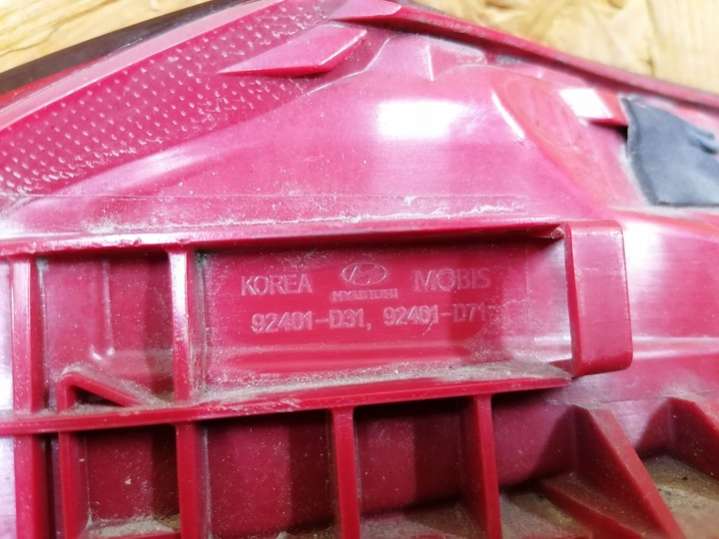 KOREA HYUNDAI MOBIS
92401-D31, 92401-D71